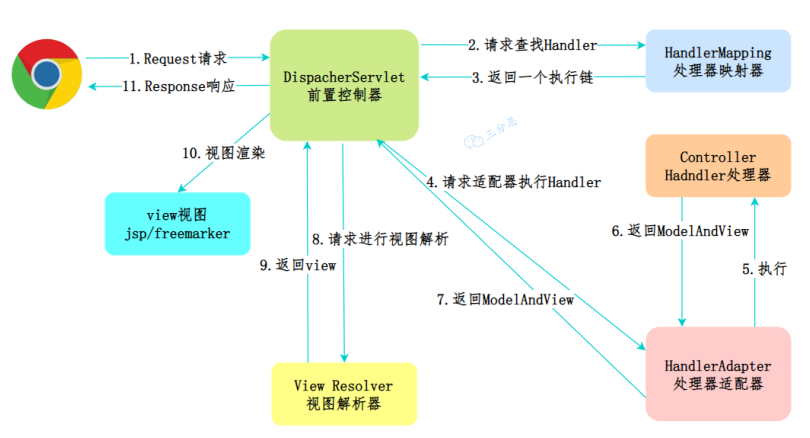 1.Request请求
11.Response响应
DispacherServlet
前置控制器
2.请求查找Handler
3.返回一个执行链
HandlerMapping
处理器映射器
三分恶
10.视图渲染
4.请求适配器执行Handler
Controller
Hadndler处理器
view视图
jsp/freemarker
8.请求进行视图解析
9.返回view
6.返回ModelAndView
5.执行
7.返回ModelAndView
View Resolver
视图解析器
HandlerAdapter
处理器适配器